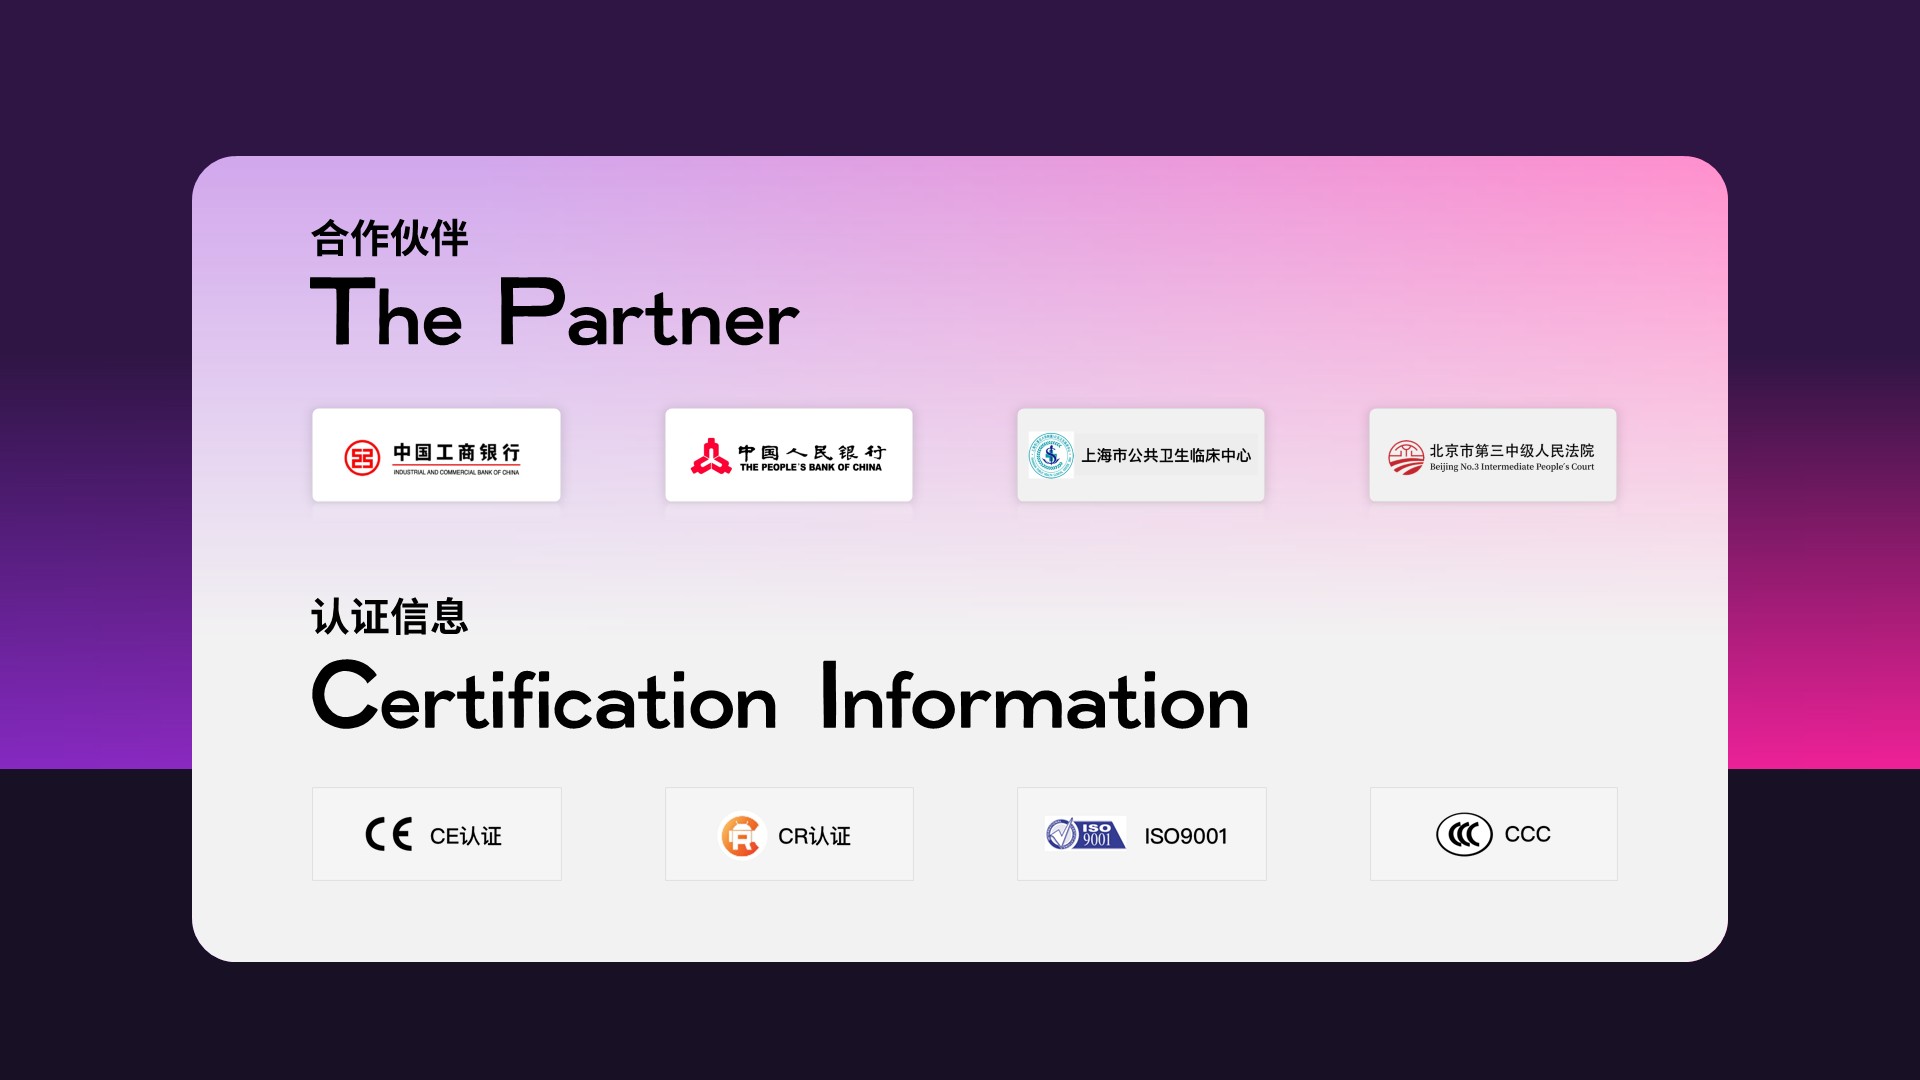 合作伙伴
The Partner
中国工商银行
INDUSTRIAL AND COMMERCIAL BANK OF CHINA
中国人民银行
THE PEOPLE'S BANK OF CHINA
上海市公共卫生临床中心
北京市第三中级人民法院
Beijing No.3 Intermediate People's Court
认证信息
Certification Information
CE CE认证
CR认证
ISO
9001
ISO9001
CCC